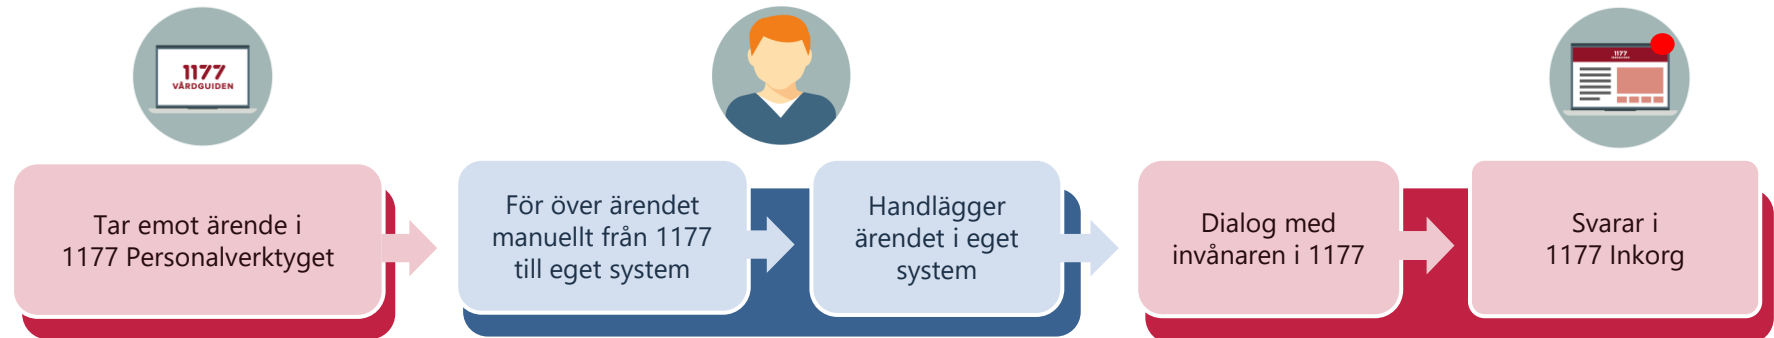 1177
VÅRDGUIDEN
1177
Tar emot ärende i
1177 Personalverktyget
För över ärendet
manuellt från 1177
till eget system
Handlägger
ärendet i eget
system
Dialog med
invånaren i 1177
Svarar i
1177 Inkorg